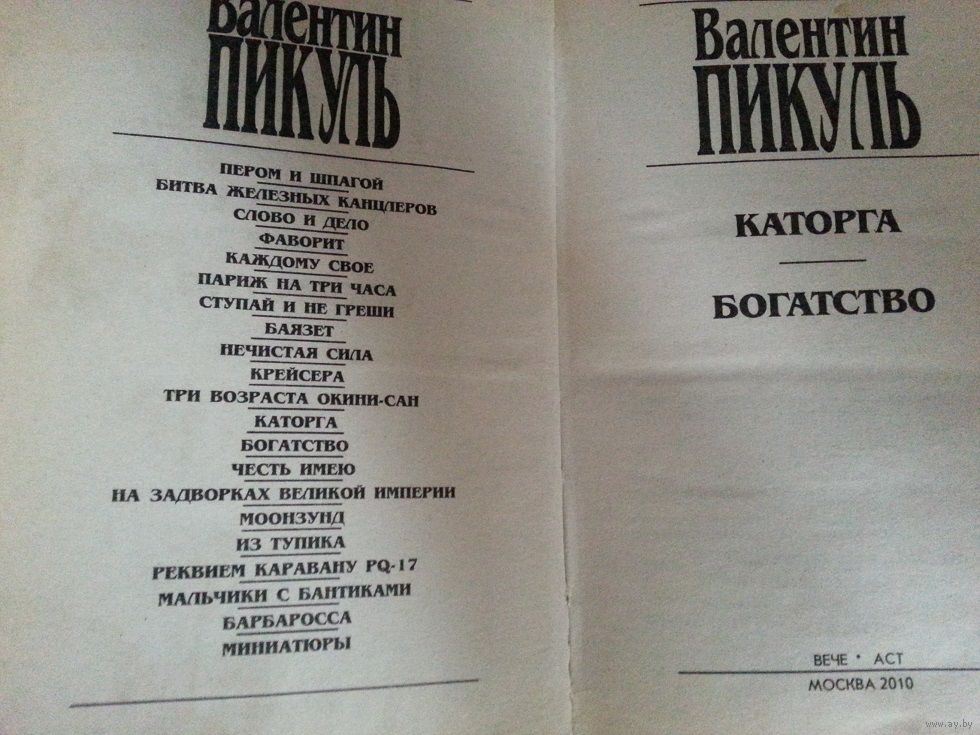 Валентин
ПИКУЛЬ
ПЕРОМ И ШПАГОЙ
БИТВА ЖЕЛЕЗНЫХ КАНЦЛЕРОВ
СЛОВО И ДЕЛО
ФАВОРИТ
КАЖДОМУ СВОЕ
ПАРИЖ НА ТРИ ЧАСА
СТУПАЙ И НЕ ГРЕШИ
БАЯЗЕТ
НЕЧИСТАЯ СИЛА
КРЕЙСЕРА
ТРИ ВОЗРАСТА ОКИНИ-САН
КАТОРГА
БОГАТСТВО
ЧЕСТЬ ИМЕЮ
НА ЗАДВОРКАХ ВЕЛИКОЙ ИМПЕРИИ
МООНЗУНД
ИЗ ТУПИКА
РЕКВИЕМ КАРАВАНУ PQ-17
МАЛЬЧИКИ С БАНТИКАМИ
БАРБАРОССА
МИНИАТЮРЫ
Валентин
ПИКУЛЬ
КАТОРГА
БОГАТСТВО
ВЕЧЕ • АСТ
МОСКВА 2010
www.ay.by